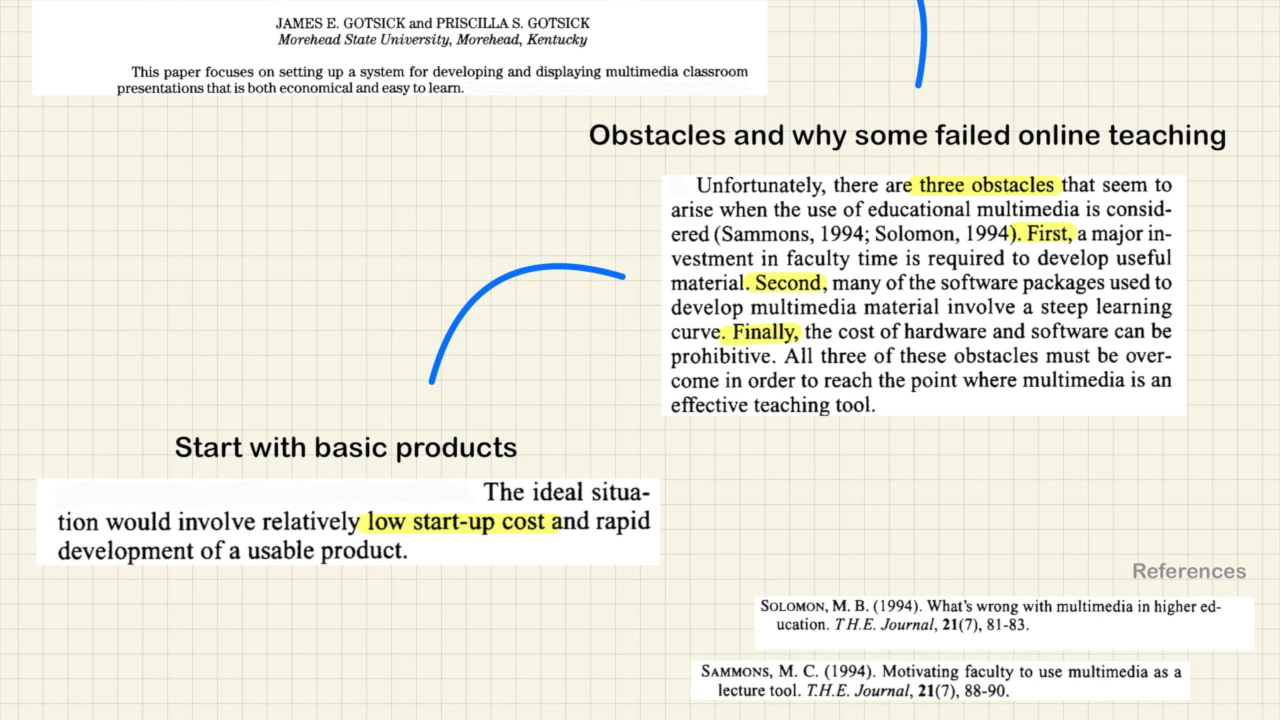 JAMES E. GOTSICK and PRISCILLA S. GOTSICK
Morehead State University, Morehead, Kentucky
This paper focuses on setting up a system for developing and displaying multimedia classroom
presentations that is both economical and easy to learn.
Obstacles and why some failed online teaching
Unfortunately, there are three obstacles that seem to
arise when the use of educational multimedia is consid-
ered (Sammons, 1994; Solomon, 1994). First, a major in-
vestment in faculty time is required to develop useful
material. Second, many of the software packages used to
develop multimedia material involve a steep learning
curve. Finally, the cost of hardware and software can be
prohibitive. All three of these obstacles must be over-
come in order to reach the point where multimedia is an
effective teaching tool.
Start with basic products
The ideal situa-
tion would involve relatively low start-up cost and rapid
development of a usable product.
References
SOLOMON, M. B. (1994). What's wrong with multimedia in higher ed-
ucation. T.H.E. Journal, 21(7), 81-83.
SAMMONS, M. C. (1994). Motivating faculty to use multimedia as a
lecture tool. T.H.E. Journal, 21(7), 88-90.